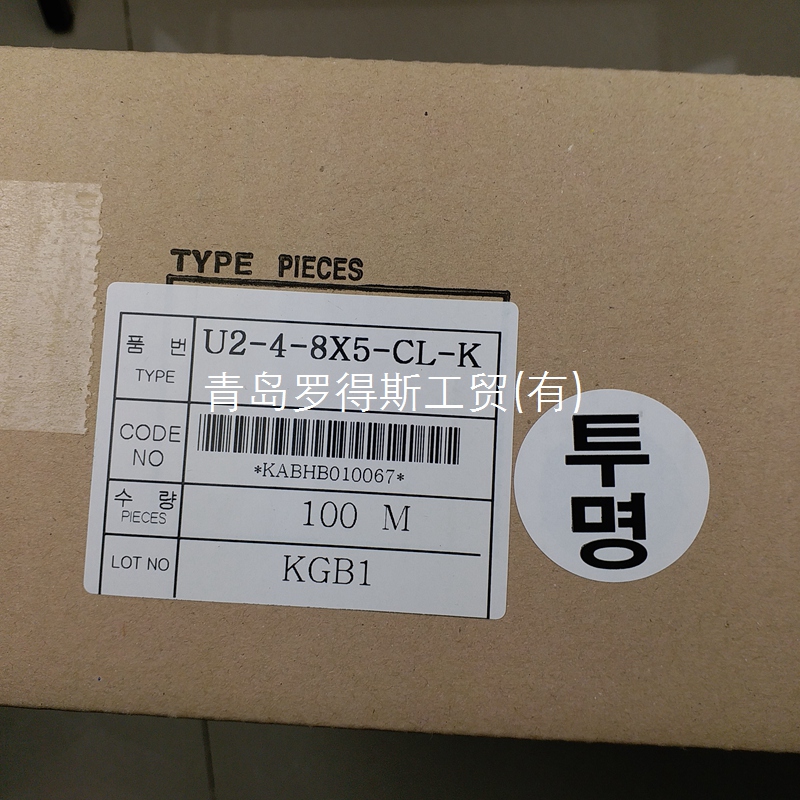 TYPE PIECES
품 번 U2-4-8X5-CL-K
TYPE
青岛罗得斯工贸(有)
CODE NO
*KABHB010067*
수 량 100 M
PIECES
LOT NO KGB1
투명